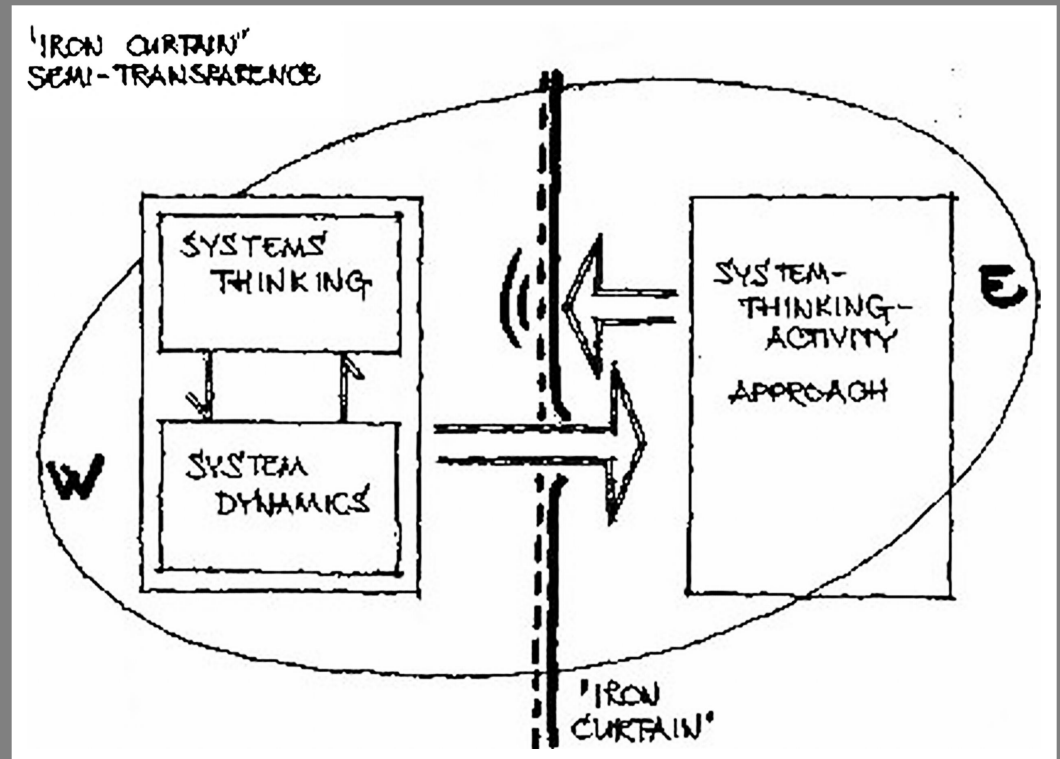 "IRON CURTAIN"
SEMI-TRANSPARENCE
SYSTEMS
THINKING
SYSTEM
DYNAMICS
W
SYSTEM-
THINKING-
ACTIVITY
APPROACH
E
"IRON
CURTAIN"